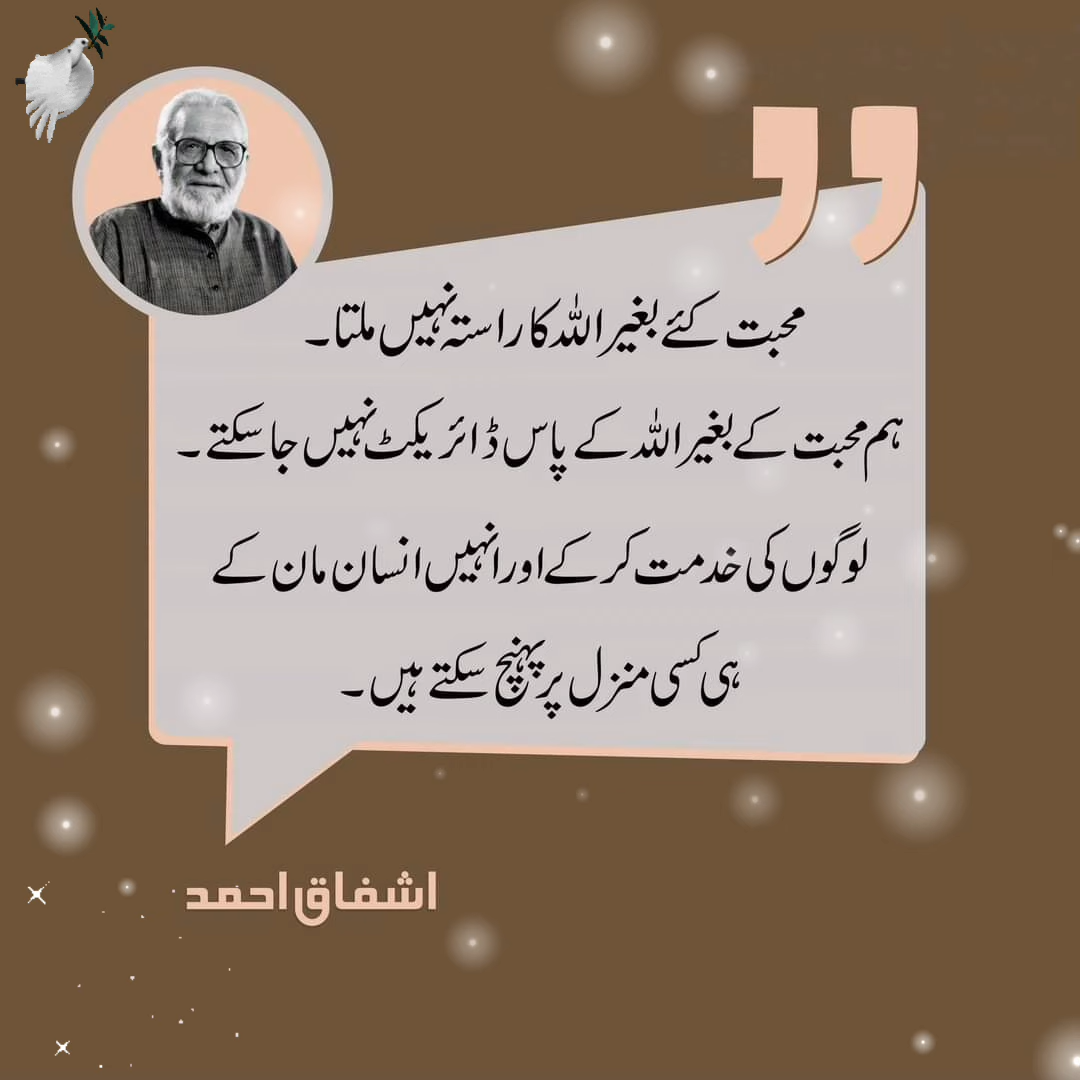 محبت کئے بغیر اللہ کا راستہ نہیں ملتا۔
ہم محبت کے بغیر اللہ کے پاس ڈائریکٹ نہیں جا سکتے۔
لوگوں کی خدمت کر کے اور انہیں انسان مان کے
ہی کسی منزل پر پہنچ سکتے ہیں۔
اشفاق احمد